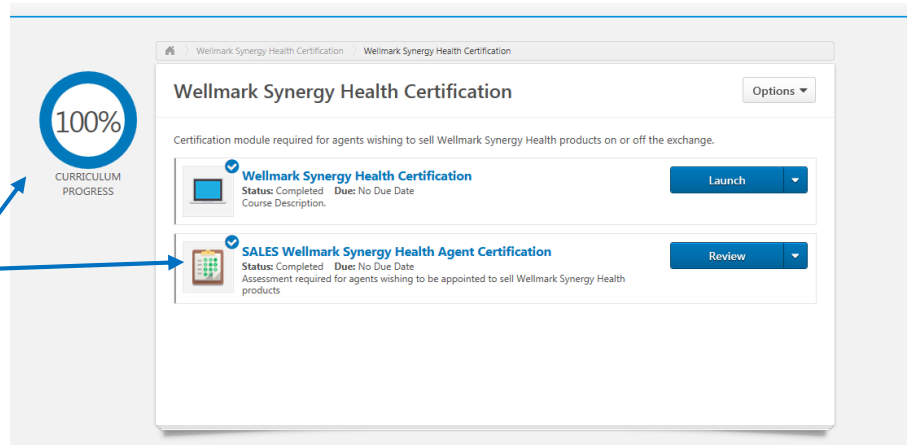 Wellmark Synergy Health Certification Wellmark Synergy Health Certification
Wellmark Synergy Health Certification
Options
100%
CURRICULUM
PROGRESS
Certification module required for agents wishing to sell Wellmark Synergy Health products on or off the exchange.
Wellmark Synergy Health Certification
Status: Completed Due: No Due Date
Course Description.
Launch
SALES Wellmark Synergy Health Agent Certification
Status: Completed Due: No Due Date
Assessment required for agents wishing to be appointed to sell Wellmark Synergy Health
products
Review